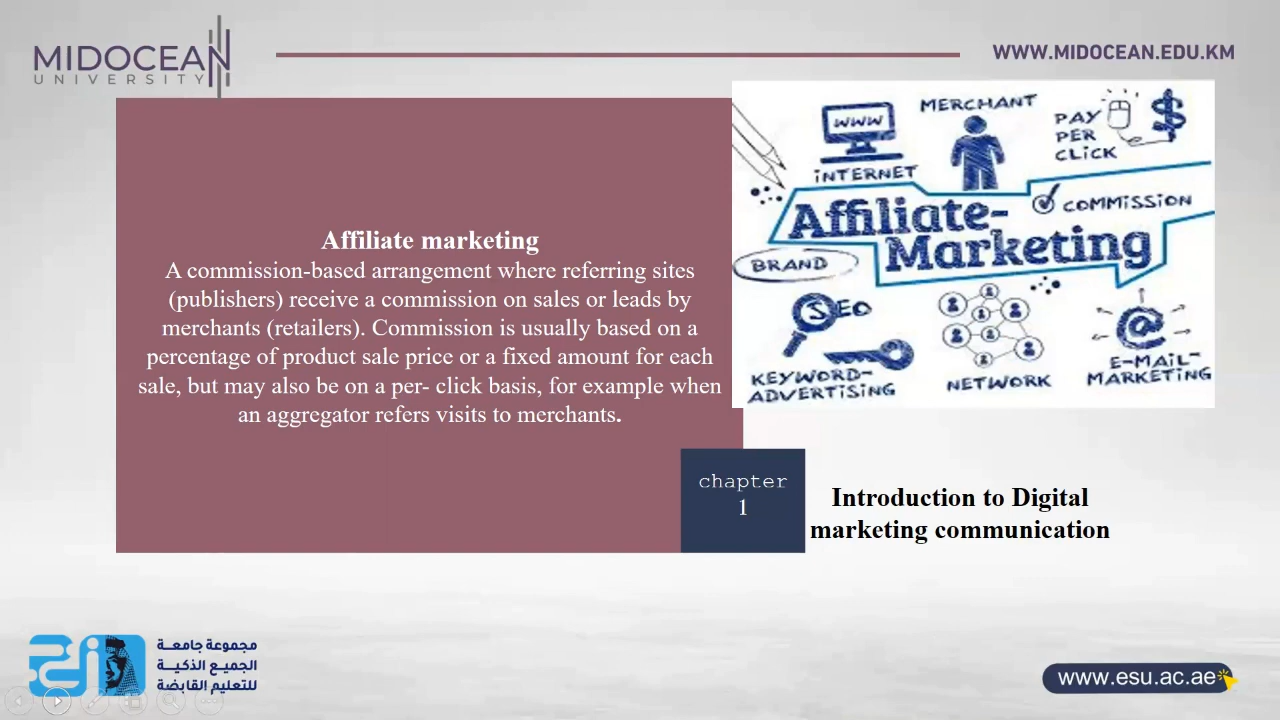 MIDOCEAN
UNIVERSITY
WWW.MIDOCEAN.EDU.KM
Affiliate marketing
A commission-based arrangement where referring sites
(publishers) receive a commission on sales or leads by
merchants (retailers). Commission is usually based on a
percentage of product sale price or a fixed amount for each
sale, but may also be on a per- click basis, for example when
an aggregator refers visits to merchants.
WWW
INTERNET
MERCHANT
PAY
PER
CLICK
COMMISSION
Affiliate-
Marketing
BRAND
SEO
KEYWORD-
ADVERTISING
NETWORK
E-MAIL-
MARKETING
chapter
1
Introduction to Digital
marketing communication
مجموعة جامعة
الجميع الذكية
للتعليم القابضة
www.esu.ac.ae